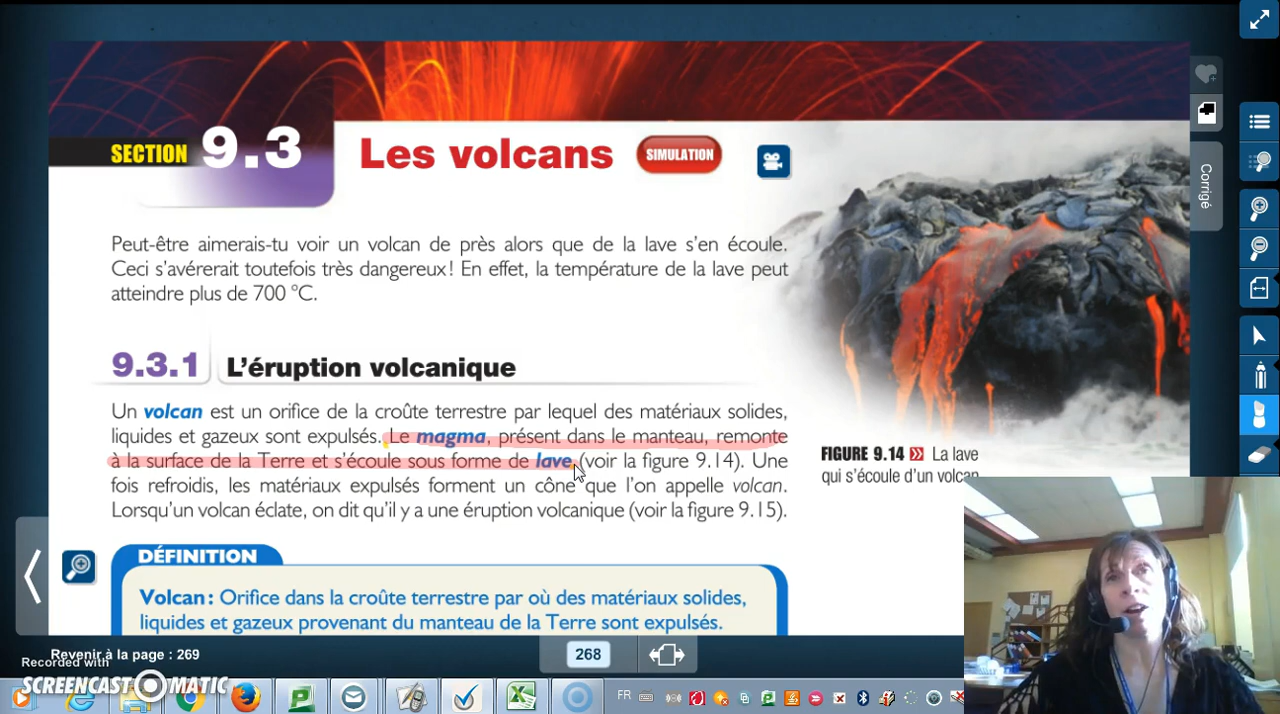 SECTION 9.3
Les volcans
SIMULATION
Corrigé
Peut-être aimerais-tu voir un volcan de près alors que de la lave s'en écoule.
Ceci s'avérerait toutefois très dangereux ! En effet, la température de la lave peut
atteindre plus de 700 °C.
9.3.1 L'éruption volcanique
Un volcan est un orifice de la croûte terrestre par lequel des matériaux solides,
liquides et gazeux sont expulsés. Le magma, présent dans le manteau, remonte
à la surface de la Terre et s'écoule sous forme de lave (voir la figure 9.14). Une
fois refroidis, les matériaux expulsés forment un cône que l'on appelle volcan.
Lorsqu'un volcan éclate, on dit qu'il y a une éruption volcanique (voir la figure 9.15).
FIGURE 9.14 La lave
qui s'écoule d'un volcan
DÉFINITION
Volcan : Orifice dans la croûte terrestre par où des matériaux solides,
liquides et gazeux provenant du manteau de la Terre sont expulsés.
Revenir à la page : 269
268
Recorded with
SCREENCAST-O-MATIC
FR